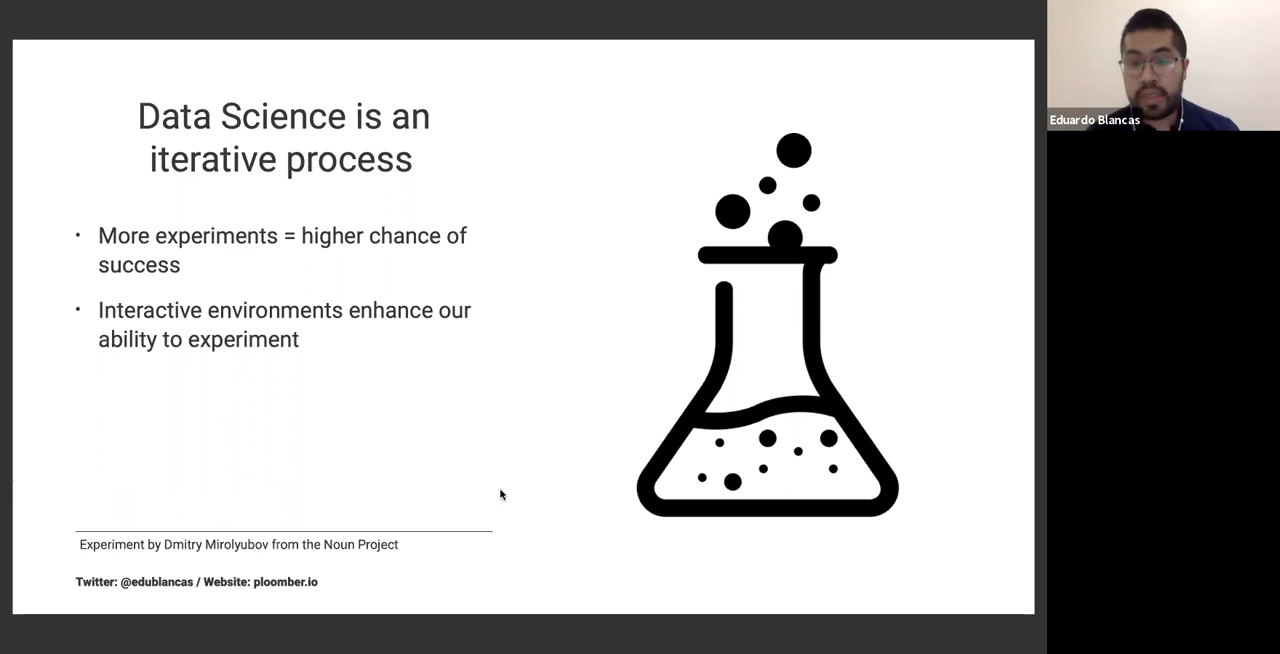 Data Science is an
iterative process
• More experiments = higher chance of
success
• Interactive environments enhance our
ability to experiment
Experiment by Dmitry Mirolyubov from the Noun Project
Twitter: @edublancas / Website: ploomber.io
Eduardo Blancas